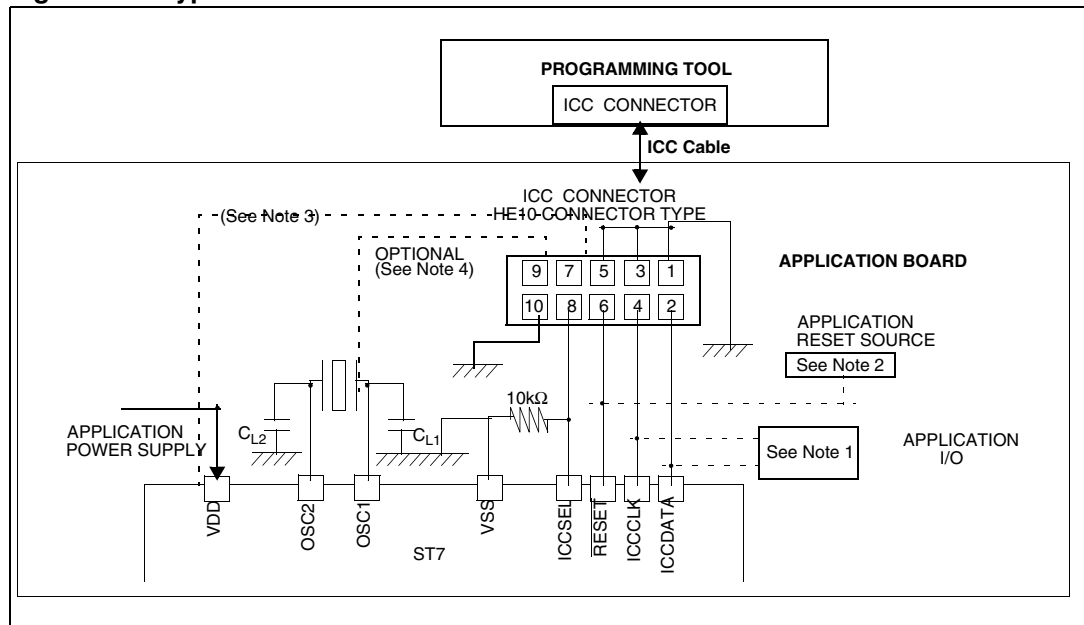 PROGRAMMING TOOL
ICC CONNECTOR
ICC Cable
ICC CONNECTOR
HE10 CONNECTOR TYPE
(See Note 3)
OPTIONAL
(See Note 4)
9 7 5 3 1
10 8 6 4 2
APPLICATION BOARD
APPLICATION
RESET SOURCE
See Note 2
10kΩ
CL2
CL1
APPLICATION
POWER SUPPLY
See Note 1
APPLICATION
I/O
VDD
OSC2
OSC1
VSS
ICCSEL
RESET
ICCCLK
ICCDATA
ST7